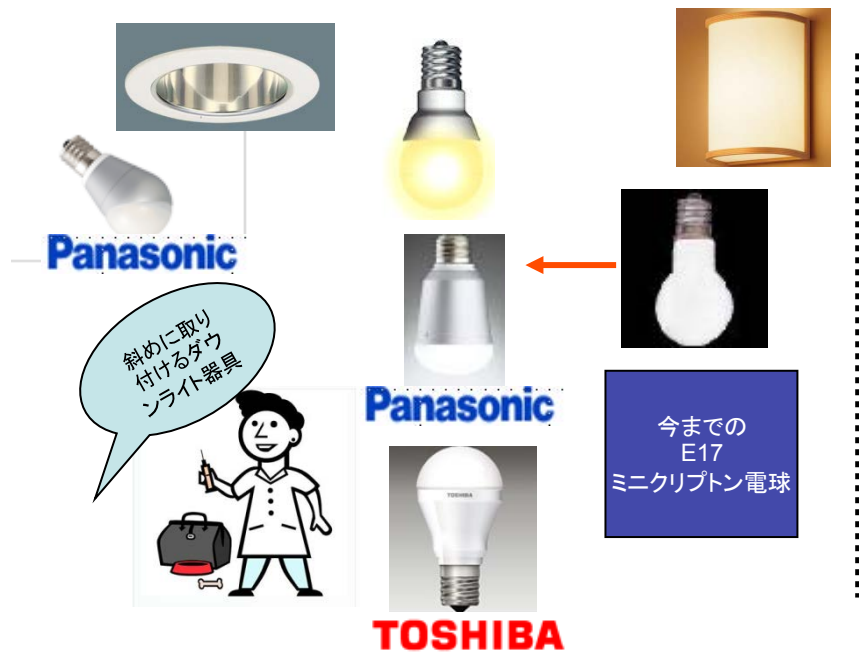 Panasonic
斜めに取り
付けるダウ
ンライト器具
Panasonic
今までの
E17
ミニクリプトン電球
TOSHIBA
TOSHIBA